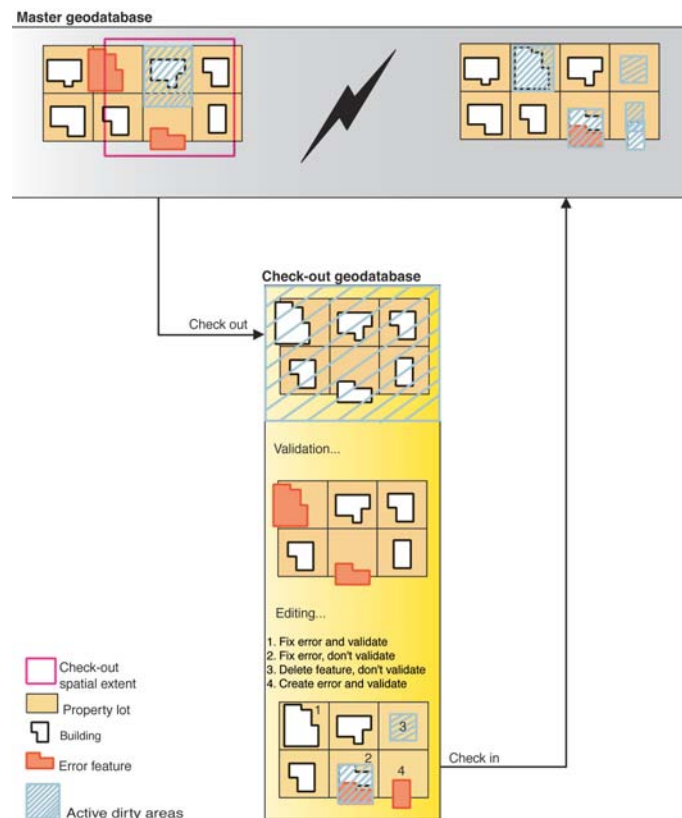 Master geodatabase
Check-out geodatabase
Check out
Validation...
Editing...
1. Fix error and validate
2. Fix error, don't validate
3. Delete feature, don't validate
4. Create error and validate
1
3
2
4
Check in
Check-out
spatial extent
Property lot
Building
Error feature
Active dirty areas